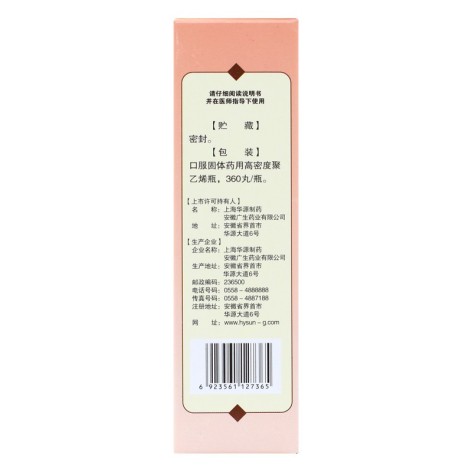 请仔细阅读说明书
并在医师指导下使用
【贮 藏】
密封。
【包 装】
口服固体药用高密度聚
乙烯瓶，360丸/瓶。
【上市许可持有人】
名 称：上海华源制药
安徽广生药业有限公司
地 址：安徽省界首市
华源大道6号
【生产企业】
企业名称：上海华源制药
安徽广生药业有限公司
生产地址：安徽省界首市
华源大道6号
邮政编码：236500
电话号码：0558－4888888
传真号码：0558－4887188
注册地址：安徽省界首市
华源大道6号
网 址：www.hysun－g.com
6 923561 127365